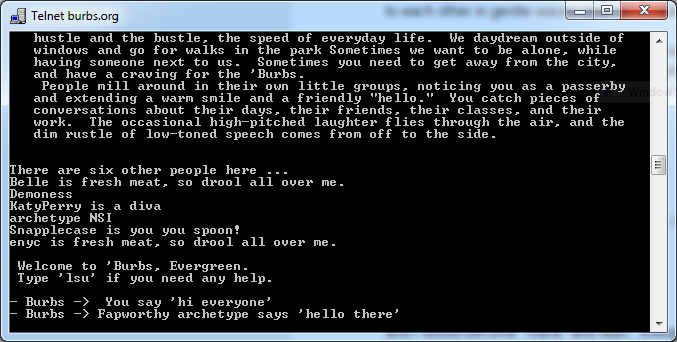 Telnet burbs.org
hustle and the bustle, the speed of everyday life.  We daydream outside of
windows and go for walks in the park Sometimes we want to be alone, while
having someone next to us.  Sometimes you need to get away from the city,
and have a craving for the 'Burbs.
People mill around in their own little groups, noticing you as a passerby
and extending a warm smile and a friendly "hello."  You catch pieces of
conversations about their days, their friends, their classes, and their
work.  The occasional high-pitched laughter flies through the air, and the
dim rustle of low-toned speech comes from off to the side.
There are six other people here ...
Belle is fresh meat, so drool all over me.
Demoness
KatyPerry is a diva
archetype NSI
Snapplecase is you you spoon!
enyc is fresh meat, so drool all over me.
Welcome to 'Burbs, Evergreen.
Type 'lsu' if you need any help.
- Burbs ->  You say 'hi everyone'
- Burbs -> Fapworthy archetype says 'hello there'